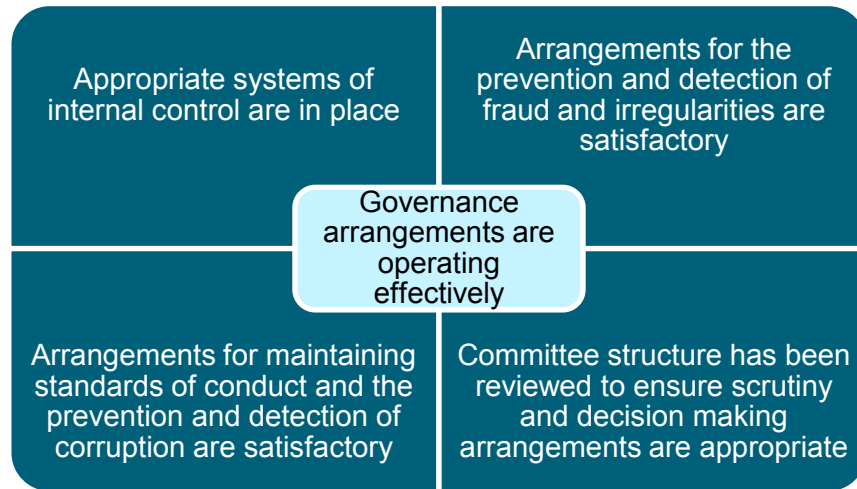 Appropriate systems of
internal control are in place
Arrangements for the
prevention and detection of
fraud and irregularities are
satisfactory
Governance
arrangements are
operating
effectively
Arrangements for maintaining
standards of conduct and the
prevention and detection of
corruption are satisfactory
Committee structure has been
reviewed to ensure scrutiny
and decision making
arrangements are appropriate